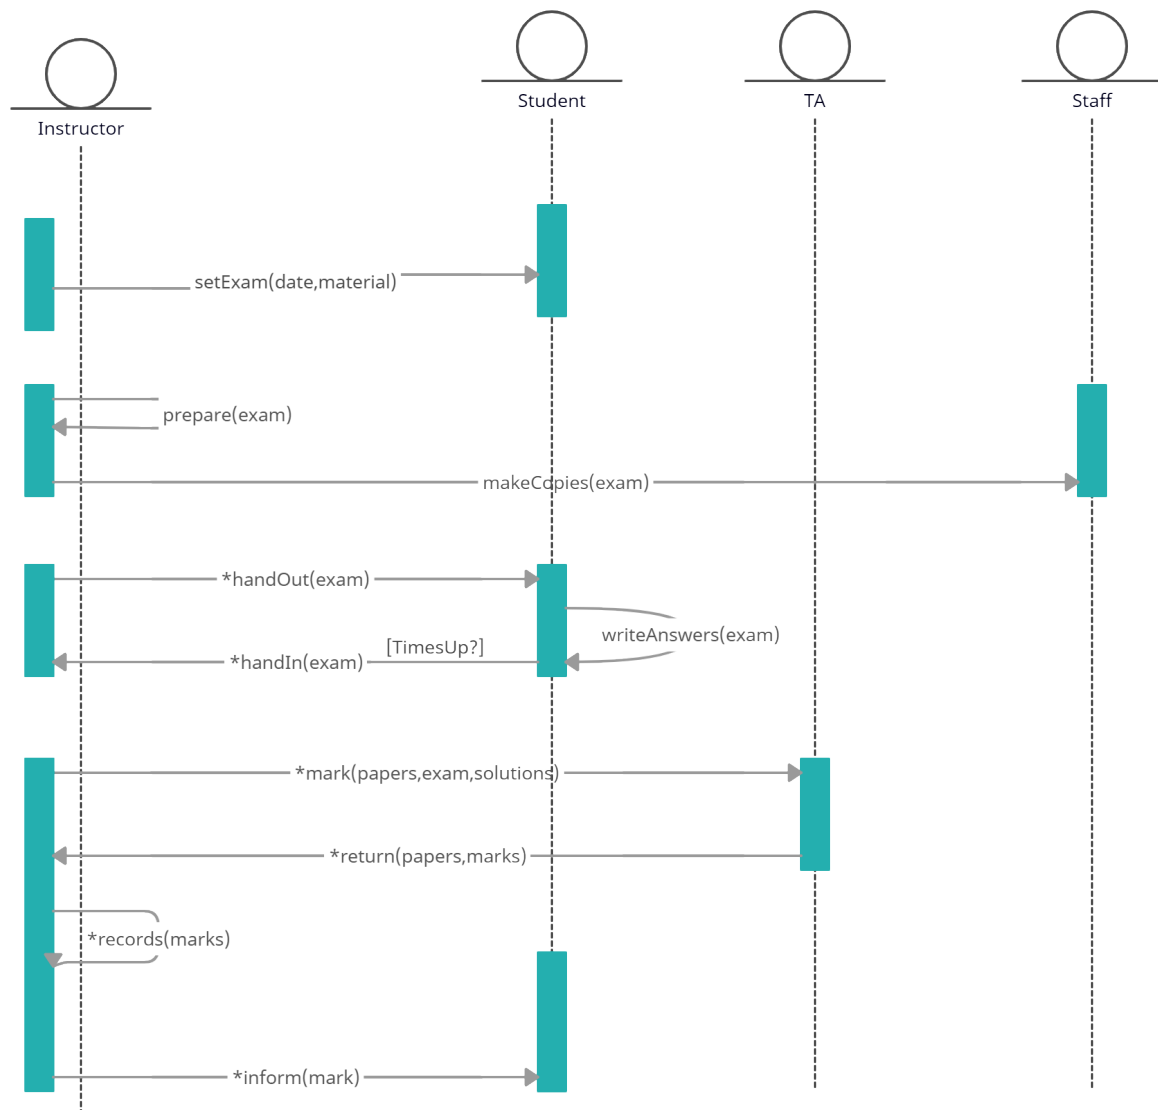 Student
TA
Staff
Instructor
setExam(date,material)
prepare(exam)
makeCopies(exam)
*handOut(exam)
writeAnswers(exam)
[TimesUp?]
*handIn(exam)
*mark(papers,exam,solutions)
*return(papers,marks)
*records(marks)
*inform(mark)